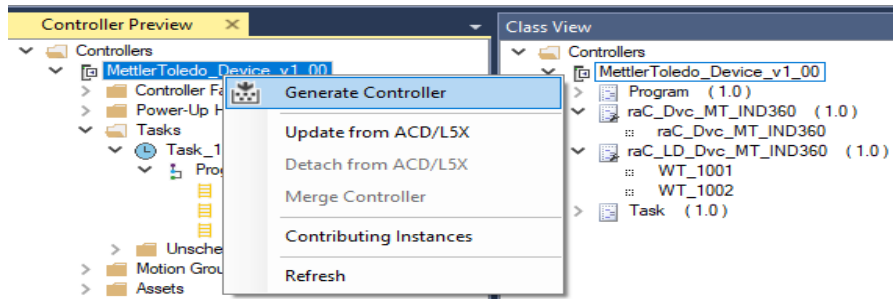 Controller Preview
Controllers
MettlerToledo_Device_v1_00
Controller Fa
Power-Up H
Tasks
Task_1
Prog
Unsche
Motion Grou
Assets
Generate Controller
Update from ACD/L5X
Detach from ACD/L5X
Merge Controller
Contributing Instances
Refresh
Class View
Controllers
MettlerToledo_Device_v1_00
Program (1.0)
raC_Dvc_MT_IND360 (1.0)
raC_Dvc_MT_IND360
raC_LD_Dvc_MT_IND360 (1.0)
WT_1001
WT_1002
Task (1.0)